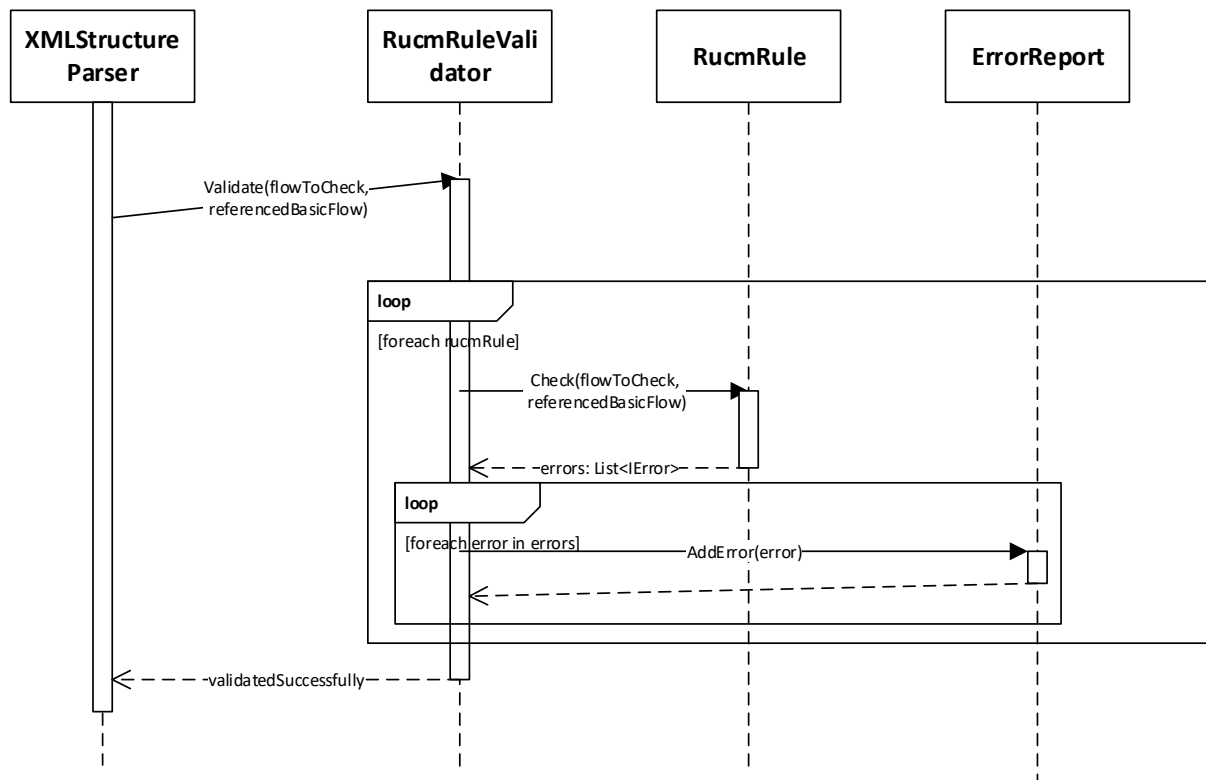 XMLStructure
Parser
RucmRuleVali
dator
RucmRule
ErrorReport
Validate(flowToCheck,
referencedBasicFlow)
loop
[foreach rucmRule]
Check(flowToCheck,
referencedBasicFlow)
errors: List<IError>
loop
[foreach error in errors]
AddError(error)
validatedSuccessfully